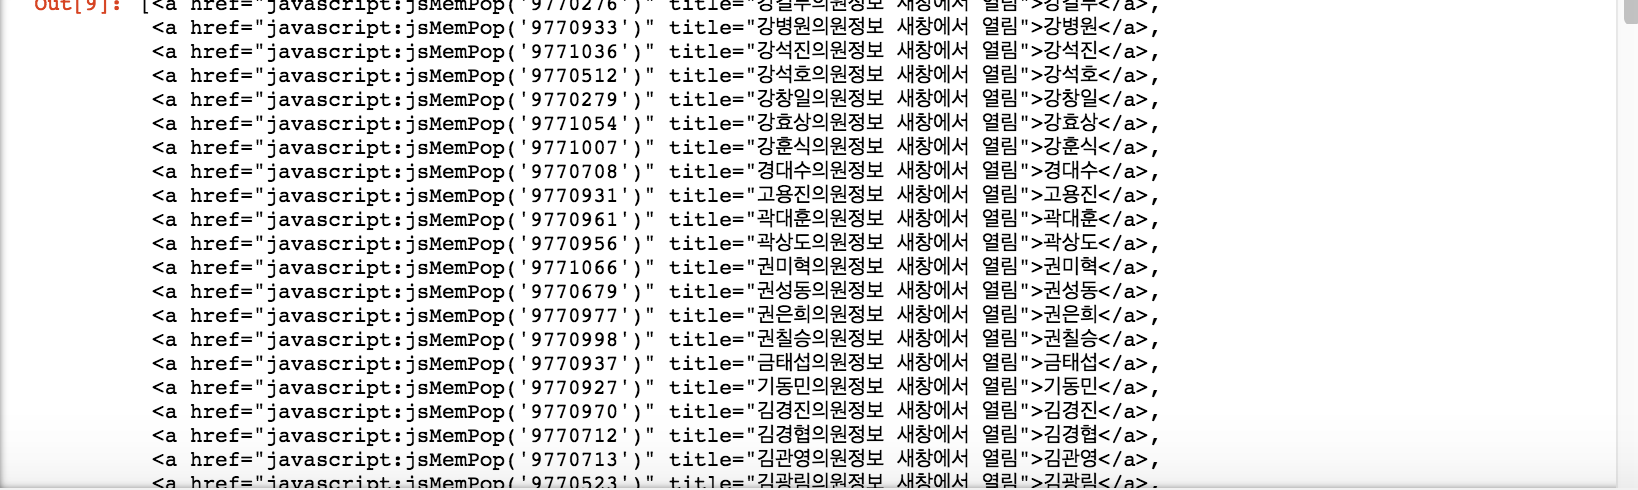 Out[9]: [<a href="javascript:jsMemPop('9770276')" title="강길부의원정보 새창에서 열림">강길부</a>,
<a href="javascript:jsMemPop('9770933')" title="강병원의원정보 새창에서 열림">강병원</a>,
<a href="javascript:jsMemPop('9771036')" title="강석진의원정보 새창에서 열림">강석진</a>,
<a href="javascript:jsMemPop('9770512')" title="강석호의원정보 새창에서 열림">강석호</a>,
<a href="javascript:jsMemPop('9770279')" title="강창일의원정보 새창에서 열림">강창일</a>,
<a href="javascript:jsMemPop('9771054')" title="강효상의원정보 새창에서 열림">강효상</a>,
<a href="javascript:jsMemPop('9771007')" title="강훈식의원정보 새창에서 열림">강훈식</a>,
<a href="javascript:jsMemPop('9770708')" title="경대수의원정보 새창에서 열림">경대수</a>,
<a href="javascript:jsMemPop('9770931')" title="고용진의원정보 새창에서 열림">고용진</a>,
<a href="javascript:jsMemPop('9770961')" title="곽대훈의원정보 새창에서 열림">곽대훈</a>,
<a href="javascript:jsMemPop('9770956')" title="곽상도의원정보 새창에서 열림">곽상도</a>,
<a href="javascript:jsMemPop('9771066')" title="권미혁의원정보 새창에서 열림">권미혁</a>,
<a href="javascript:jsMemPop('9770679')" title="권성동의원정보 새창에서 열림">권성동</a>,
<a href="javascript:jsMemPop('9770977')" title="권은희의원정보 새창에서 열림">권은희</a>,
<a href="javascript:jsMemPop('9770998')" title="권칠승의원정보 새창에서 열림">권칠승</a>,
<a href="javascript:jsMemPop('9770937')" title="금태섭의원정보 새창에서 열림">금태섭</a>,
<a href="javascript:jsMemPop('9770927')" title="기동민의원정보 새창에서 열림">기동민</a>,
<a href="javascript:jsMemPop('9770970')" title="김경진의원정보 새창에서 열림">김경진</a>,
<a href="javascript:jsMemPop('9770712')" title="김경협의원정보 새창에서 열림">김경협</a>,
<a href="javascript:jsMemPop('9770713')" title="김관영의원정보 새창에서 열림">김관영</a>,
<a href="javascript:jsMemPop('9770523')" title="김광림의원정보 새창에서 열림">김광림</a>,